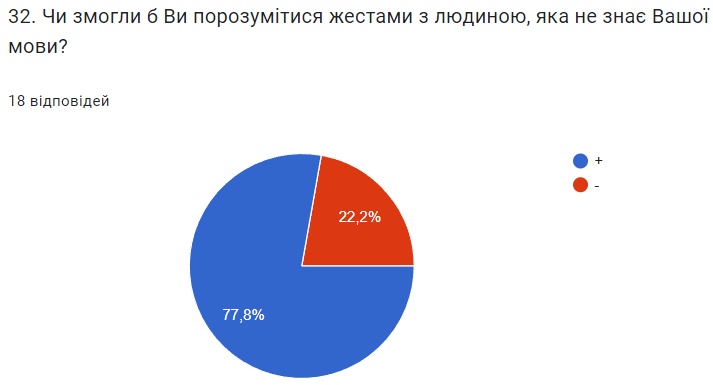 32. Чи змогли б Ви порозумітися жестами з людиною, яка не знає Вашої
мови?
18 відповідей
+
-
22,2%
77,8%